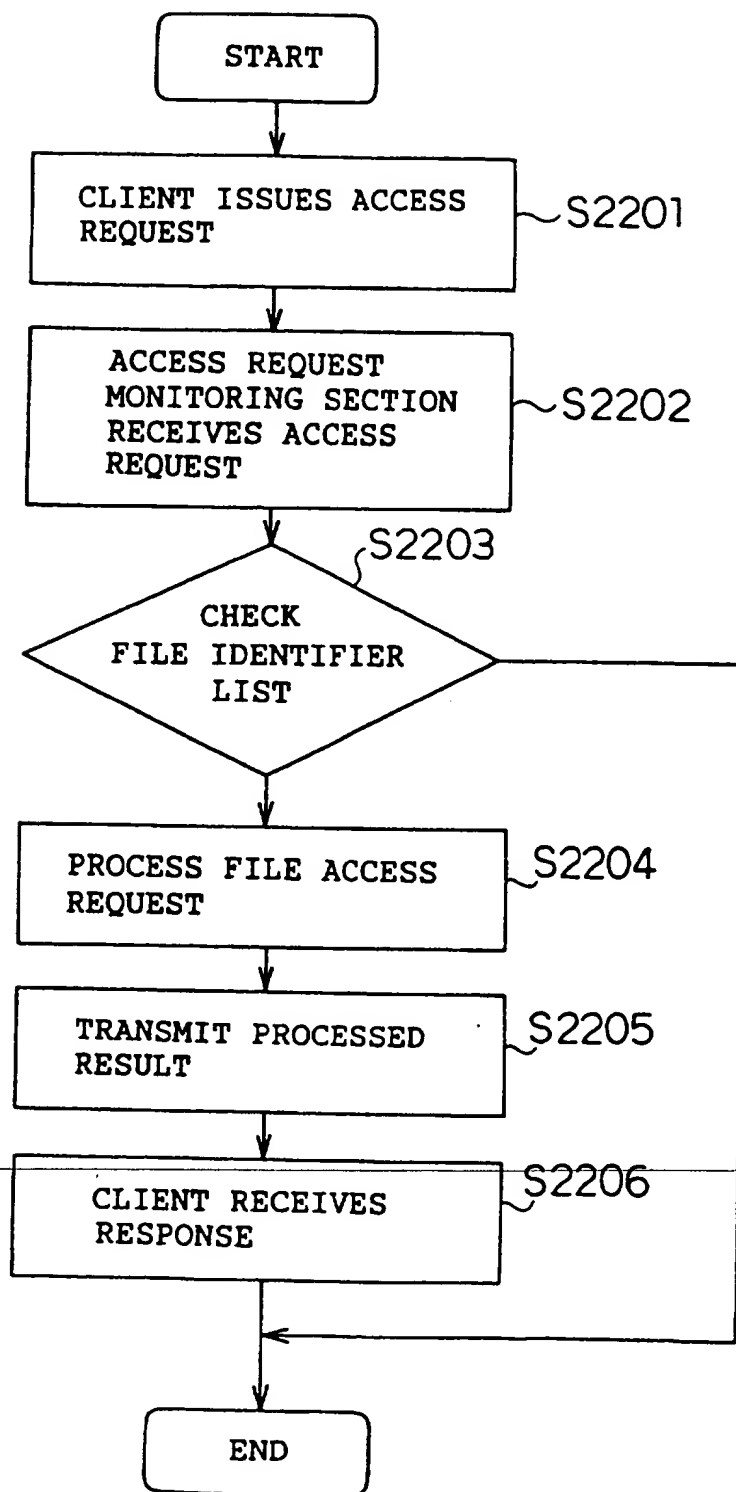 START
CLIENT ISSUES ACCESS
REQUEST
S2201
ACCESS REQUEST
MONITORING SECTION
RECEIVES ACCESS
REQUEST
S2202
S2203
CHECK
FILE IDENTIFIER
LIST
PROCESS FILE ACCESS
REQUEST
S2204
TRANSMIT PROCESSED
RESULT
S2205
CLIENT RECEIVES
RESPONSE
S2206
END